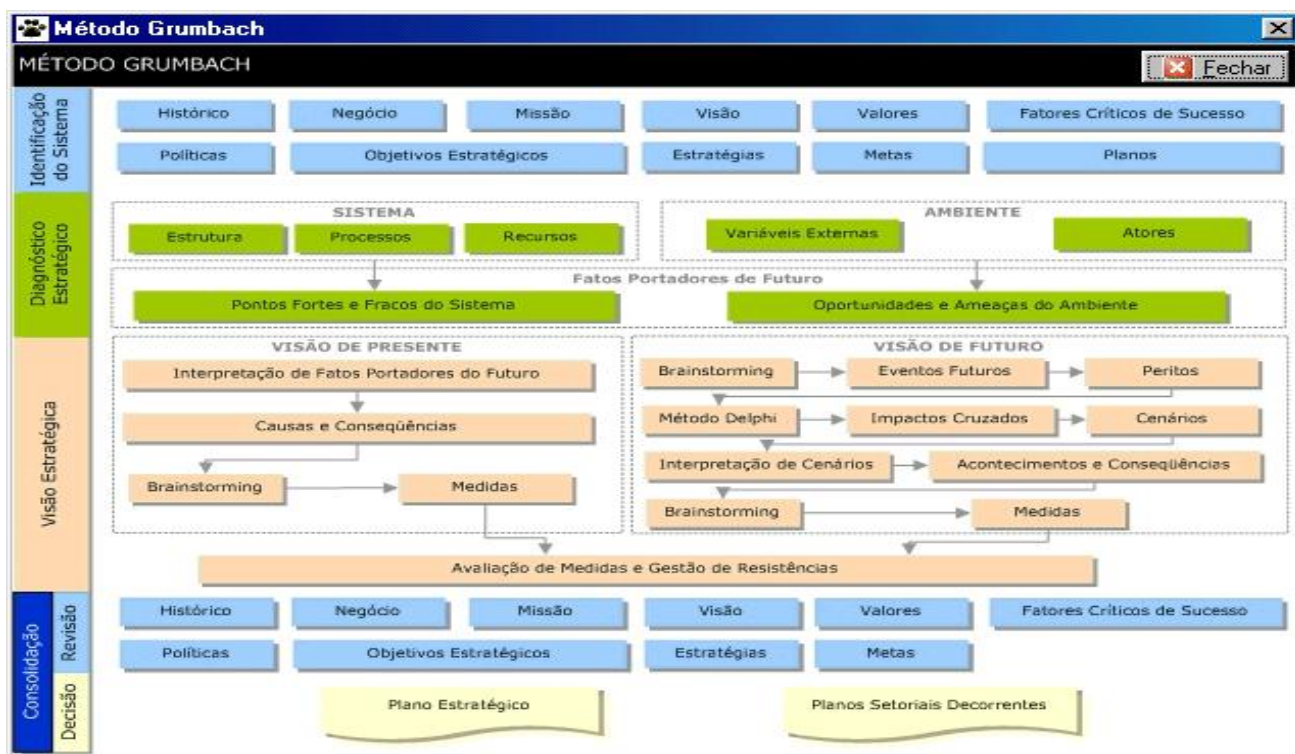 Método Grumbach
MÉTODO GRUMBACH
Fechar
Identificação
do Sistema
Histórico
Negócio
Missão
Visão
Valores
Fatores Críticos de Sucesso
Políticas
Objetivos Estratégicos
Estratégias
Metas
Planos
Diagnóstico
Estratégico
SISTEMA
Estrutura
Processos
Recursos
AMBIENTE
Variáveis Externas
Atores
Fatos Portadores de Futuro
Pontos Fortes e Fracos do Sistema
Oportunidades e Ameaças do Ambiente
Visão Estratégica
VISÃO DE PRESENTE
Interpretação de Fatos Portadores do Futuro
Causas e Conseqüências
Brainstorming
Medidas
VISÃO DE FUTURO
Brainstorming
Eventos Futuros
Peritos
Método Delphi
Impactos Cruzados
Cenários
Interpretação de Cenários
Acontecimentos e Conseqüências
Brainstorming
Medidas
Avaliação de Medidas e Gestão de Resistências
Consolidação
Revisão
Histórico
Negócio
Missão
Visão
Valores
Fatores Críticos de Sucesso
Políticas
Objetivos Estratégicos
Estratégias
Metas
Decisão
Plano Estratégico
Planos Setoriais Decorrentes